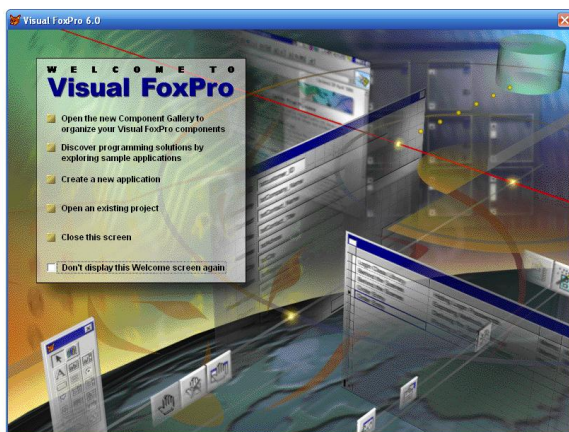 Visual FoxPro 6.0
WELCOME TO
Visual FoxPro
Open the new Component Gallery to
organize your Visual FoxPro components
Discover programming solutions by
exploring sample applications
Create a new application
Open an existing project
Close this screen
Don't display this Welcome screen again
A